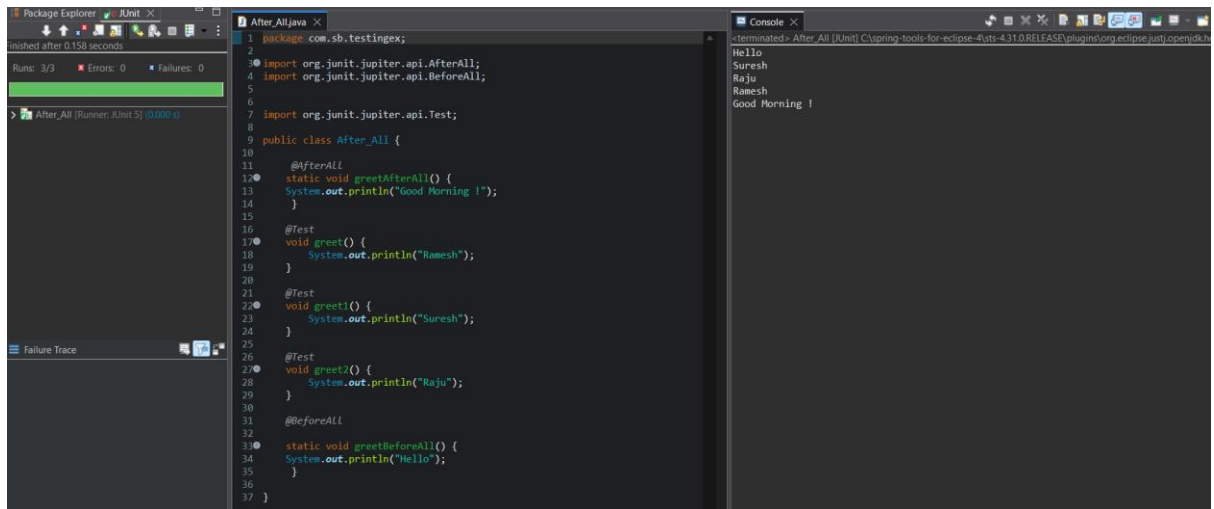 Package Explorer JUnit
Finished after 0.158 seconds
Runs: 3/3 Errors: 0 Failures: 0
After_All [Runner: JUnit 5] (0.000 s)
Failure Trace
After_All.java
1 package com.sb.testingex;
2
3 import org.junit.jupiter.api.AfterAll;
4 import org.junit.jupiter.api.BeforeAll;
5
6
7 import org.junit.jupiter.api.Test;
8
9 public class After_All {
10
11 @AfterAll
12 static void greetAfterAll() {
13 System.out.println("Good Morning !");
14 }
15
16 @Test
17 void greet() {
18 System.out.println("Ramesh");
19 }
20
21 @Test
22 void greet1() {
23 System.out.println("Suresh");
24 }
25
26 @Test
27 void greet2() {
28 System.out.println("Raju");
29 }
30
31 @BeforeAll
32
33 static void greetBeforeAll() {
34 System.out.println("Hello");
35 }
36
37 }
Console
<terminated> After_All [JUnit] C:\spring-tools-for-eclipse-4\sts-4.31.0.RELEASE\plugins\org.eclipse.justj.openjdk.h
Hello
Suresh
Raju
Ramesh
Good Morning !